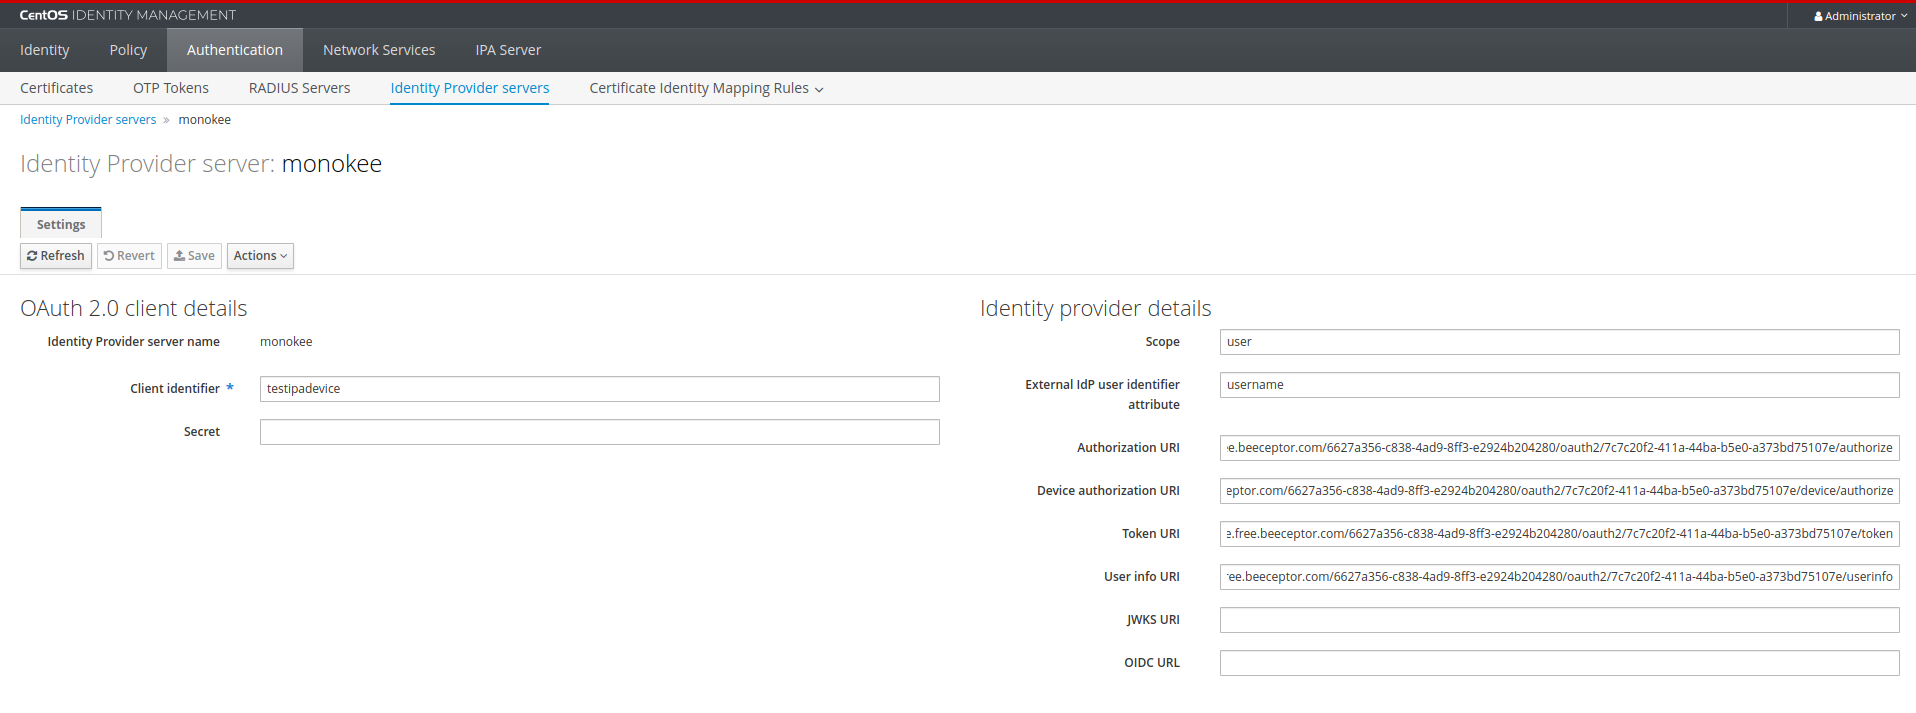 CentOS IDENTITY MANAGEMENT
Administrator
Identity Policy Authentication Network Services IPA Server
Certificates OTP Tokens RADIUS Servers Identity Provider servers Certificate Identity Mapping Rules
Identity Provider servers » monokee
Identity Provider server: monokee
Settings
Refresh Revert Save Actions
OAuth 2.0 client details
Identity Provider server name monokee
Client identifier * testipadevice
Secret
Identity provider details
Scope user
External IdP user identifier
attribute
username
Authorization URI e.beeceptor.com/6627a356-c838-4ad9-8ff3-e2924b204280/oauth2/7c7c20f2-411a-44ba-b5e0-a373bd75107e/authorize
Device authorization URI eptor.com/6627a356-c838-4ad9-8ff3-e2924b204280/oauth2/7c7c20f2-411a-44ba-b5e0-a373bd75107e/device/authorize
Token URI e.free.beeceptor.com/6627a356-c838-4ad9-8ff3-e2924b204280/oauth2/7c7c20f2-411a-44ba-b5e0-a373bd75107e/token
User info URI ree.beeceptor.com/6627a356-c838-4ad9-8ff3-e2924b204280/oauth2/7c7c20f2-411a-44ba-b5e0-a373bd75107e/userinfo
JWKS URI
OIDC URL